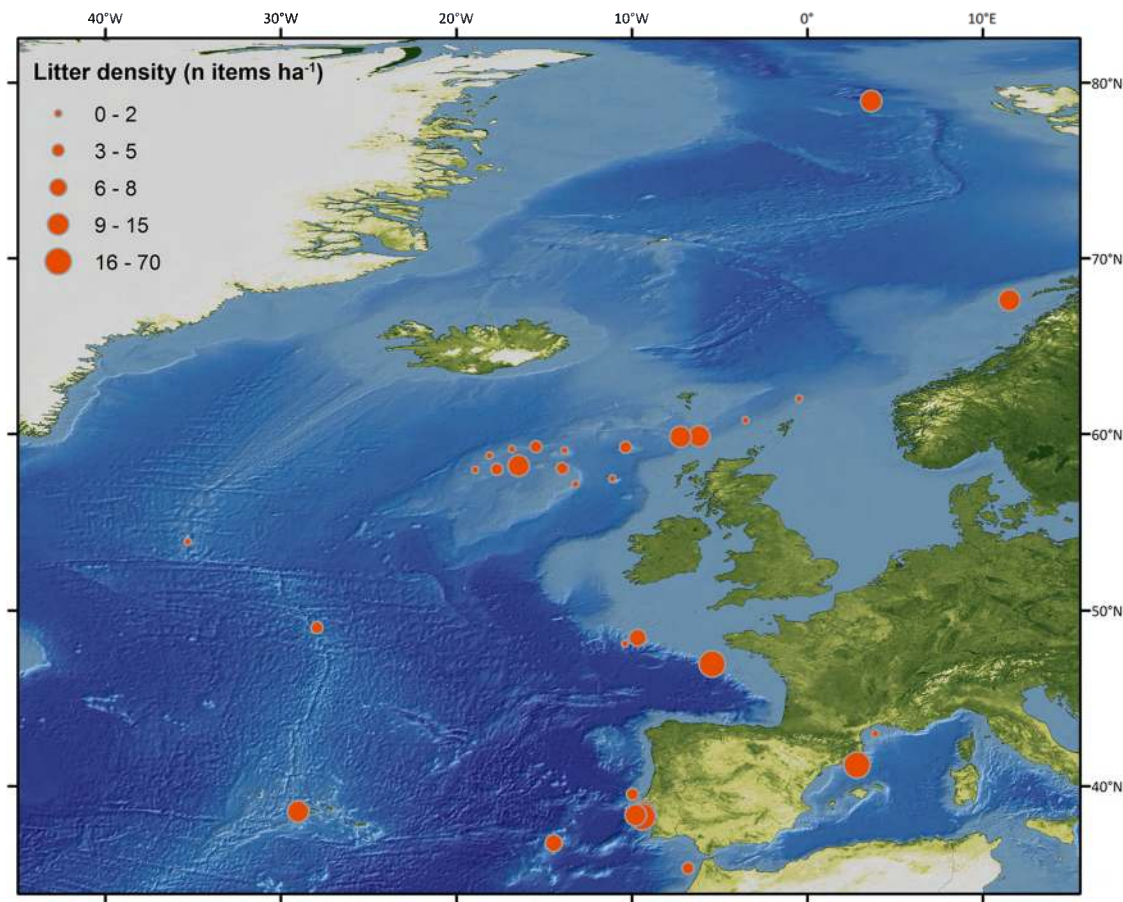 40°W 30°W 20°W 10°W 0° 10°E
Litter density (n items ha⁻¹)
0 - 2
3 - 5
6 - 8
9 - 15
16 - 70
80°N
70°N
60°N
50°N
40°N